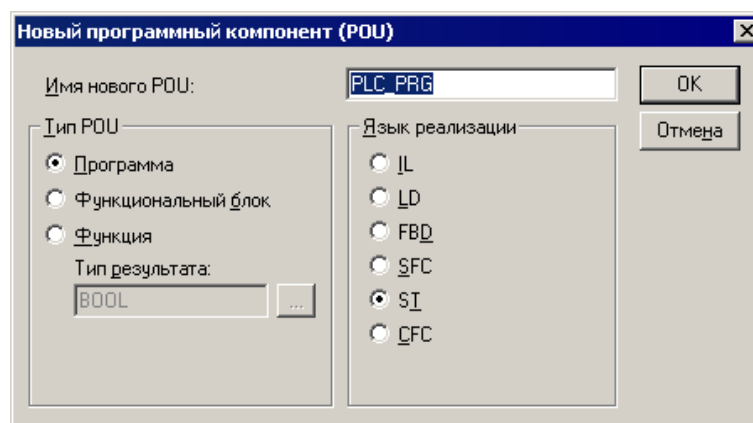 Новый программный компонент (POU)
Имя нового POU:
PLC_PRG
OK
Отмена
Тип POU
Программа
Функциональный блок
Функция
Тип результата:
BOOL
...
Язык реализации
IL
LD
FBD
SFC
ST
CFC